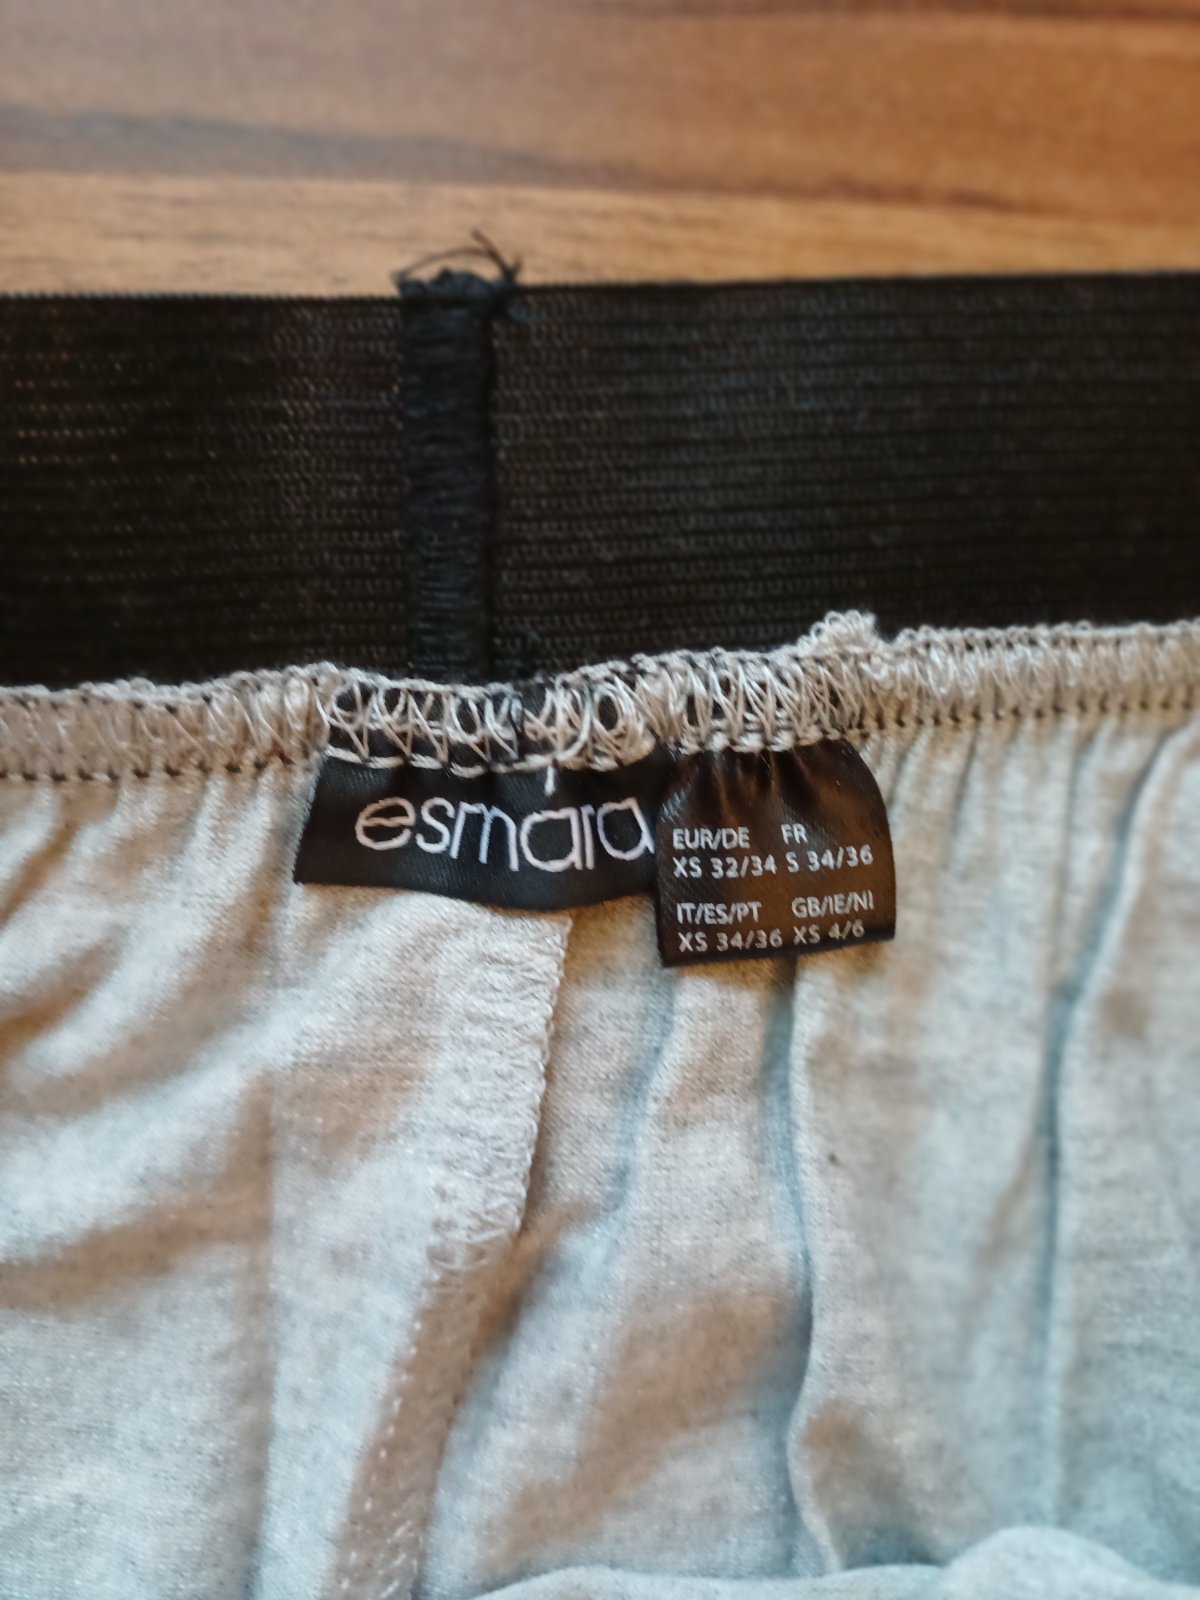 esmara
EUR/DE FR
XS 32/34 S 34/36
IT/ES/PT GB/IE/NI
XS 34/36 XS 4/6